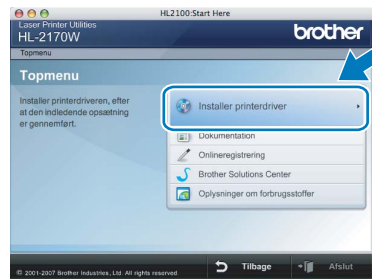 HL2100:Start Here
Laser Printer Utilities
HL-2170W
brother
Topmenu
Topmenu
Installer printerdriveren, efter
at den indledende opsætning
er gennemført.
Installer printerdriver
Dokumentation
Onlineregistrering
Brother Solutions Center
Oplysninger om forbrugsstoffer
© 2001-2007 Brother Industries, Ltd. All rights reserved
Tilbage
Afslut